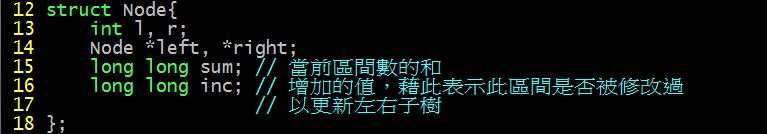 12 struct Node{
13     int l, r;
14     Node *left, *right;
15     long long sum; // 當前區間數的和
16     long long inc; // 增加的值，藉此表示此區間是否被修改過
17                    // 以更新左右子樹
18 };